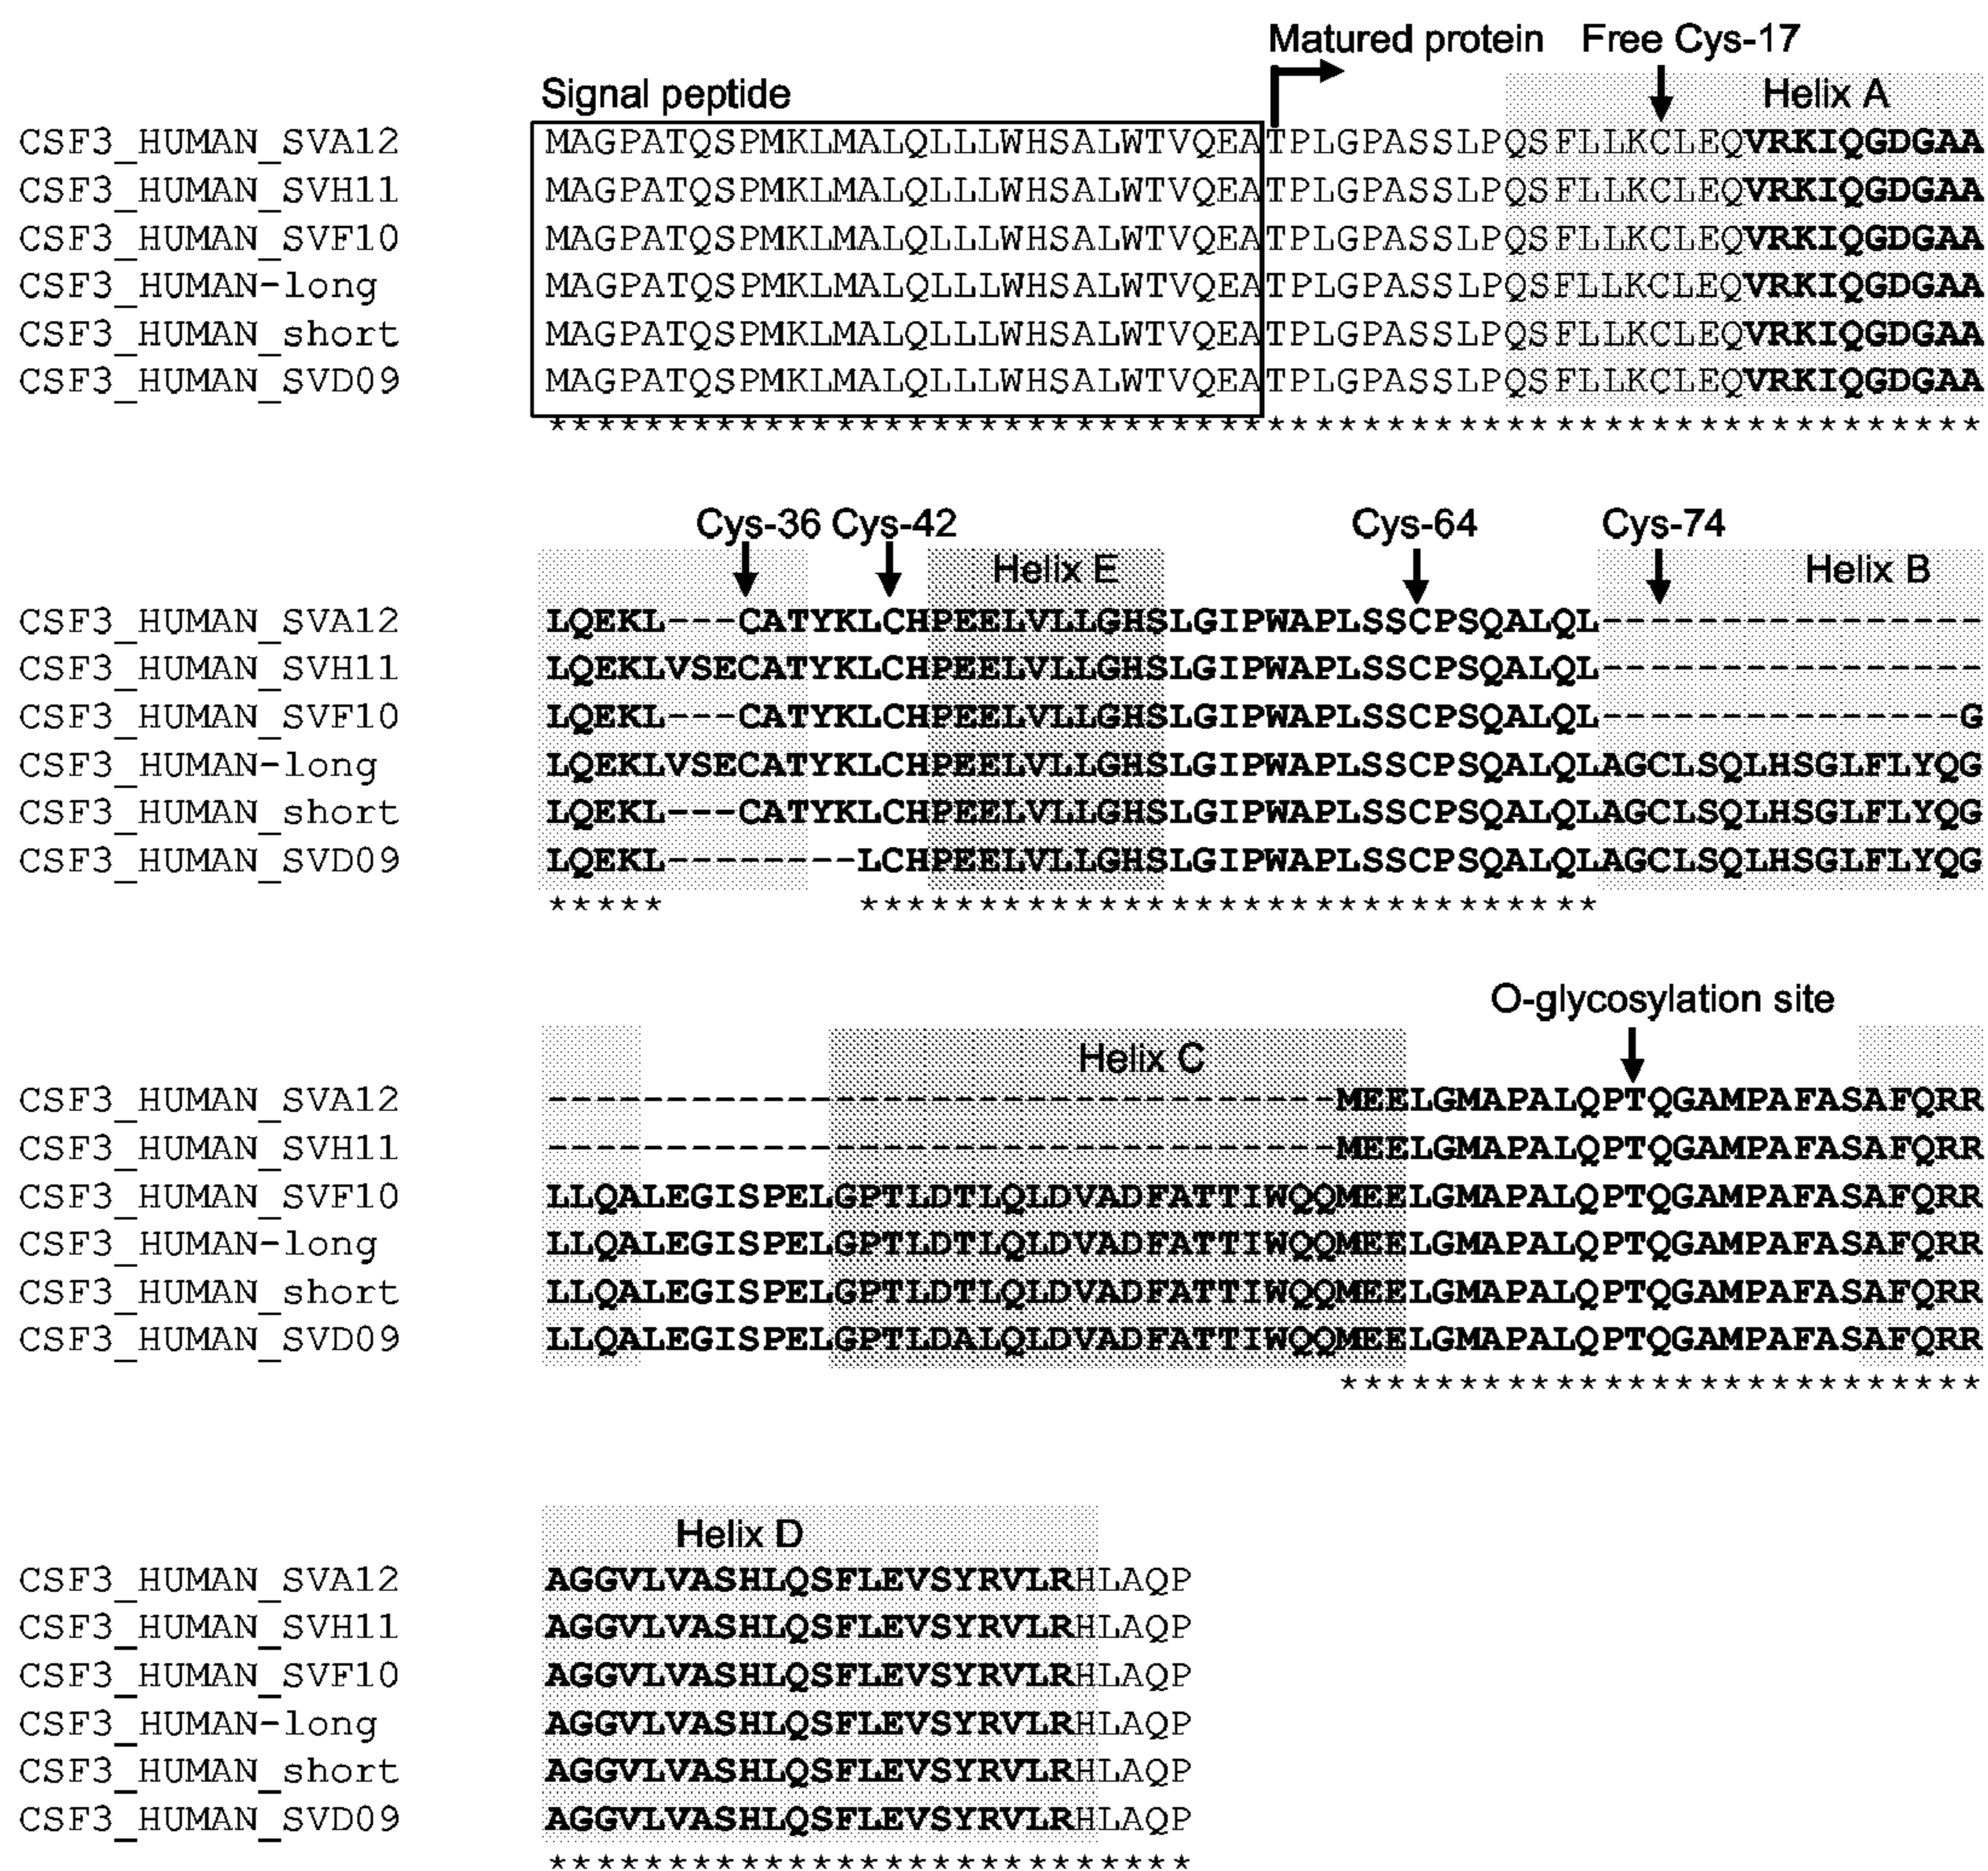 Matured protein Free Cys-17
Signal peptide Helix A
CSF3_HUMAN_SVA12 MAGPATQSPMKLMALQLLLWHSALWTVQEATPLGPASSLPQSFLLKCLEQVRKIQGDGAA
CSF3_HUMAN_SVH11 MAGPATQSPMKLMALQLLLWHSALWTVQEATPLGPASSLPQSFLLKCLEQVRKIQGDGAA
CSF3_HUMAN_SVF10 MAGPATQSPMKLMALQLLLWHSALWTVQEATPLGPASSLPQSFLLKCLEQVRKIQGDGAA
CSF3_HUMAN-long MAGPATQSPMKLMALQLLLWHSALWTVQEATPLGPASSLPQSFLLKCLEQVRKIQGDGAA
CSF3_HUMAN_short MAGPATQSPMKLMALQLLLWHSALWTVQEATPLGPASSLPQSFLLKCLEQVRKIQGDGAA
CSF3_HUMAN_SVD09 MAGPATQSPMKLMALQLLLWHSALWTVQEATPLGPASSLPQSFLLKCLEQVRKIQGDGAA
************************************************************
Cys-36 Cys-42 Cys-64 Cys-74
Helix E Helix B
CSF3_HUMAN_SVA12 LQEKL---CATYKLCHPEELVLLGHSLGIPWAPLSSCPSQALQL----------------
CSF3_HUMAN_SVH11 LQEKLVSECATYKLCHPEELVLLGHSLGIPWAPLSSCPSQALQL----------------
CSF3_HUMAN_SVF10 LQEKL---CATYKLCHPEELVLLGHSLGIPWAPLSSCPSQALQL---------------G
CSF3_HUMAN-long LQEKLVSECATYKLCHPEELVLLGHSLGIPWAPLSSCPSQALQLAGCLSQLHSGLFLYQG
CSF3_HUMAN_short LQEKL---CATYKLCHPEELVLLGHSLGIPWAPLSSCPSQALQLAGCLSQLHSGLFLYQG
CSF3_HUMAN_SVD09 LQEKL--------LCHPEELVLLGHSLGIPWAPLSSCPSQALQLAGCLSQLHSGLFLYQG
***** *******************************
O-glycosylation site
Helix C
CSF3_HUMAN_SVA12 ---------------------------------MEELGMAPALQPTQGAMPAFASAFQRR
CSF3_HUMAN_SVH11 ---------------------------------MEELGMAPALQPTQGAMPAFASAFQRR
CSF3_HUMAN_SVF10 LLQALEGISPELGPTLDTLQLDVADFATTIWQQMEELGMAPALQPTQGAMPAFASAFQRR
CSF3_HUMAN-long LLQALEGISPELGPTLDTLQLDVADFATTIWQQMEELGMAPALQPTQGAMPAFASAFQRR
CSF3_HUMAN_short LLQALEGISPELGPTLDTLQLDVADFATTIWQQMEELGMAPALQPTQGAMPAFASAFQRR
CSF3_HUMAN_SVD09 LLQALEGISPELGPTLDALQLDVADFATTIWQQMEELGMAPALQPTQGAMPAFASAFQRR
***************************
Helix D
CSF3_HUMAN_SVA12 AGGVLVASHLQSFLEVSYRVLRHLAQP
CSF3_HUMAN_SVH11 AGGVLVASHLQSFLEVSYRVLRHLAQP
CSF3_HUMAN_SVF10 AGGVLVASHLQSFLEVSYRVLRHLAQP
CSF3_HUMAN-long AGGVLVASHLQSFLEVSYRVLRHLAQP
CSF3_HUMAN_short AGGVLVASHLQSFLEVSYRVLRHLAQP
CSF3_HUMAN_SVD09 AGGVLVASHLQSFLEVSYRVLRHLAQP
***************************